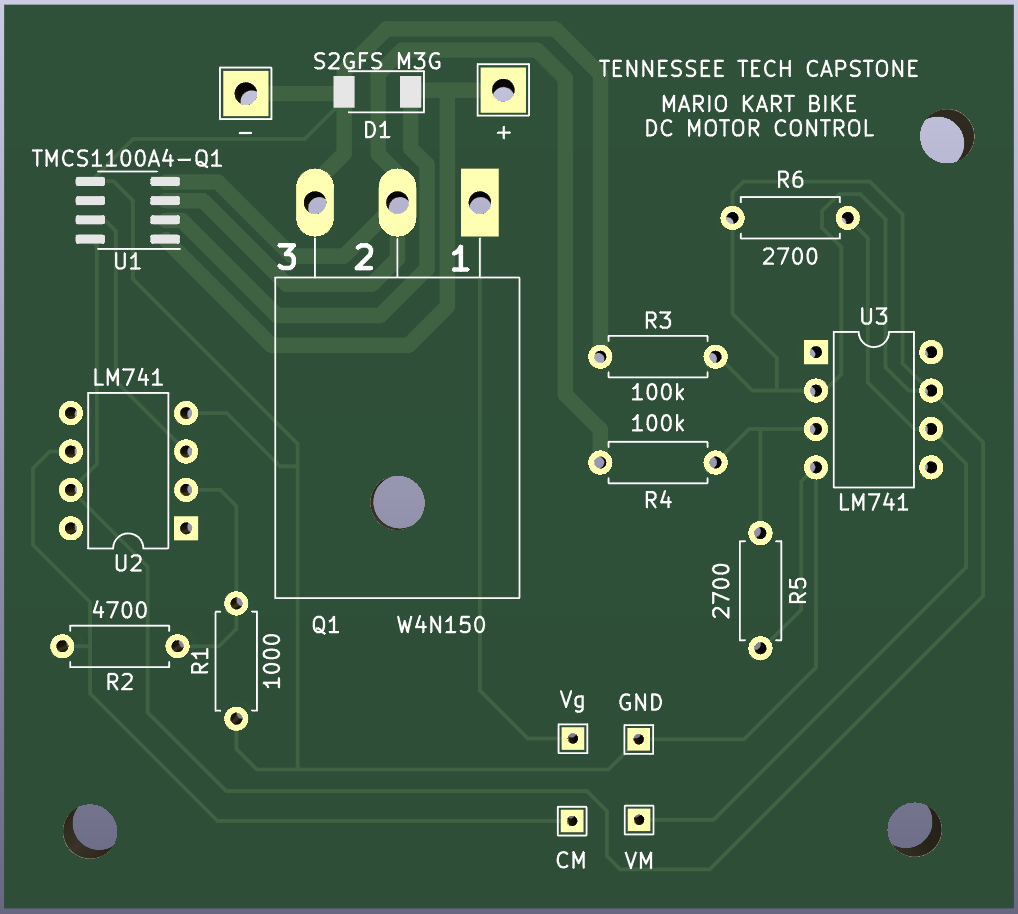 S2GFS M3G
TENNESSEE TECH CAPSTONE
MARIO KART BIKE
DC MOTOR CONTROL
-
D1
+
TMCS1100A4-Q1
R6
U1
3
2
1
2700
R3
U3
LM741
100k
100k
R4
LM741
U2
2700
R5
4700
Q1
W4N150
R1
1000
R2
Vg
GND
CM
VM